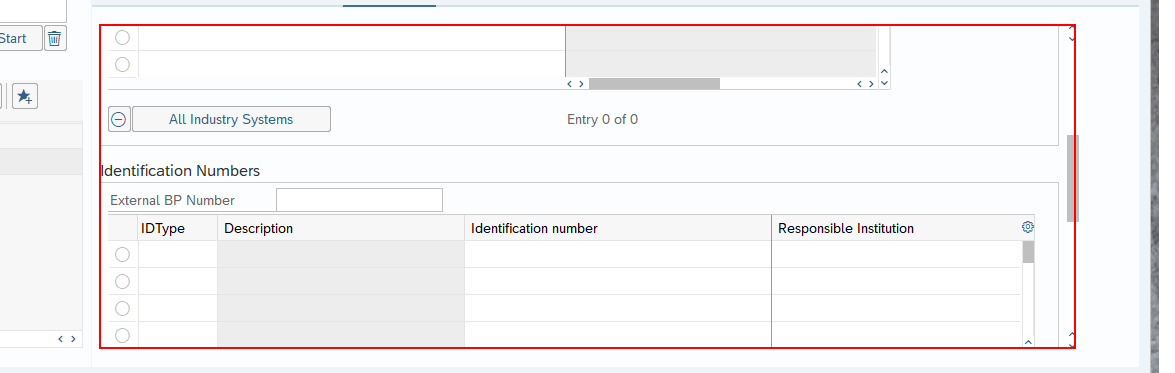 Start
All Industry Systems
Entry 0 of 0
Identification Numbers
External BP Number
IDType Description Identification number Responsible Institution